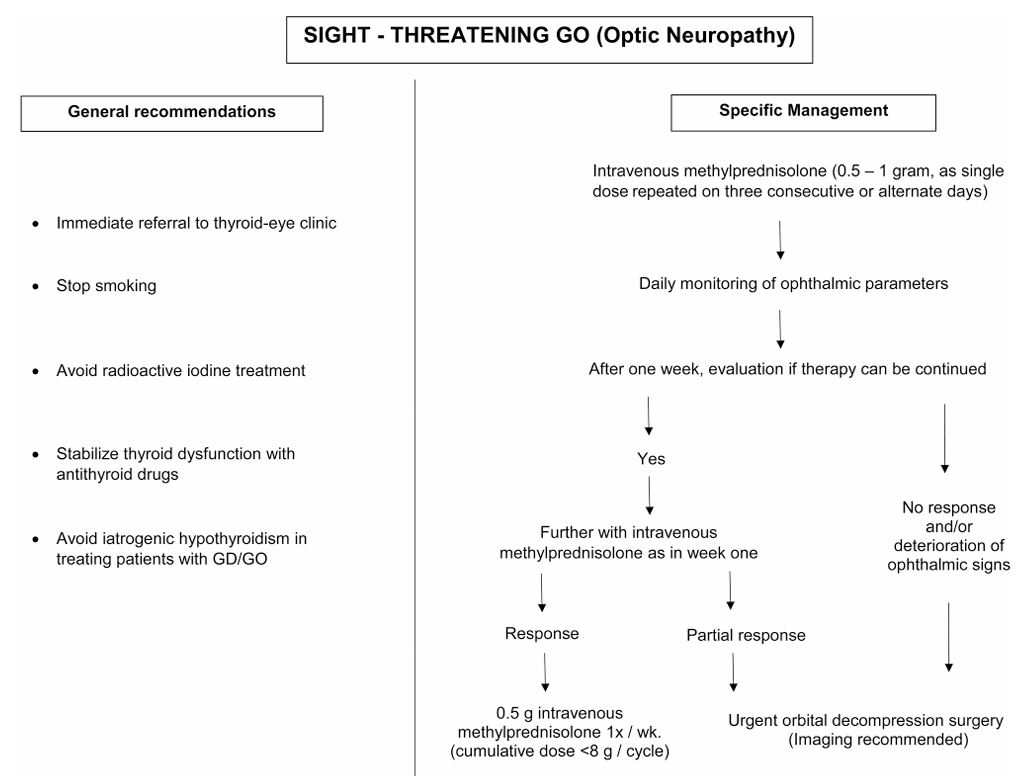 SIGHT - THREATENING GO (Optic Neuropathy)
General recommendations
• Immediate referral to thyroid-eye clinic
• Stop smoking
• Avoid radioactive iodine treatment
• Stabilize thyroid dysfunction with
antithyroid drugs
• Avoid iatrogenic hypothyroidism in
treating patients with GD/GO
Specific Management
Intravenous methylprednisolone (0.5 – 1 gram, as single
dose repeated on three consecutive or alternate days)
Daily monitoring of ophthalmic parameters
After one week, evaluation if therapy can be continued
Yes
Further with intravenous
methylprednisolone as in week one
Response
0.5 g intravenous
methylprednisolone 1x / wk.
(cumulative dose <8 g / cycle)
Partial response
No response
and/or
deterioration of
ophthalmic signs
Urgent orbital decompression surgery
(Imaging recommended)